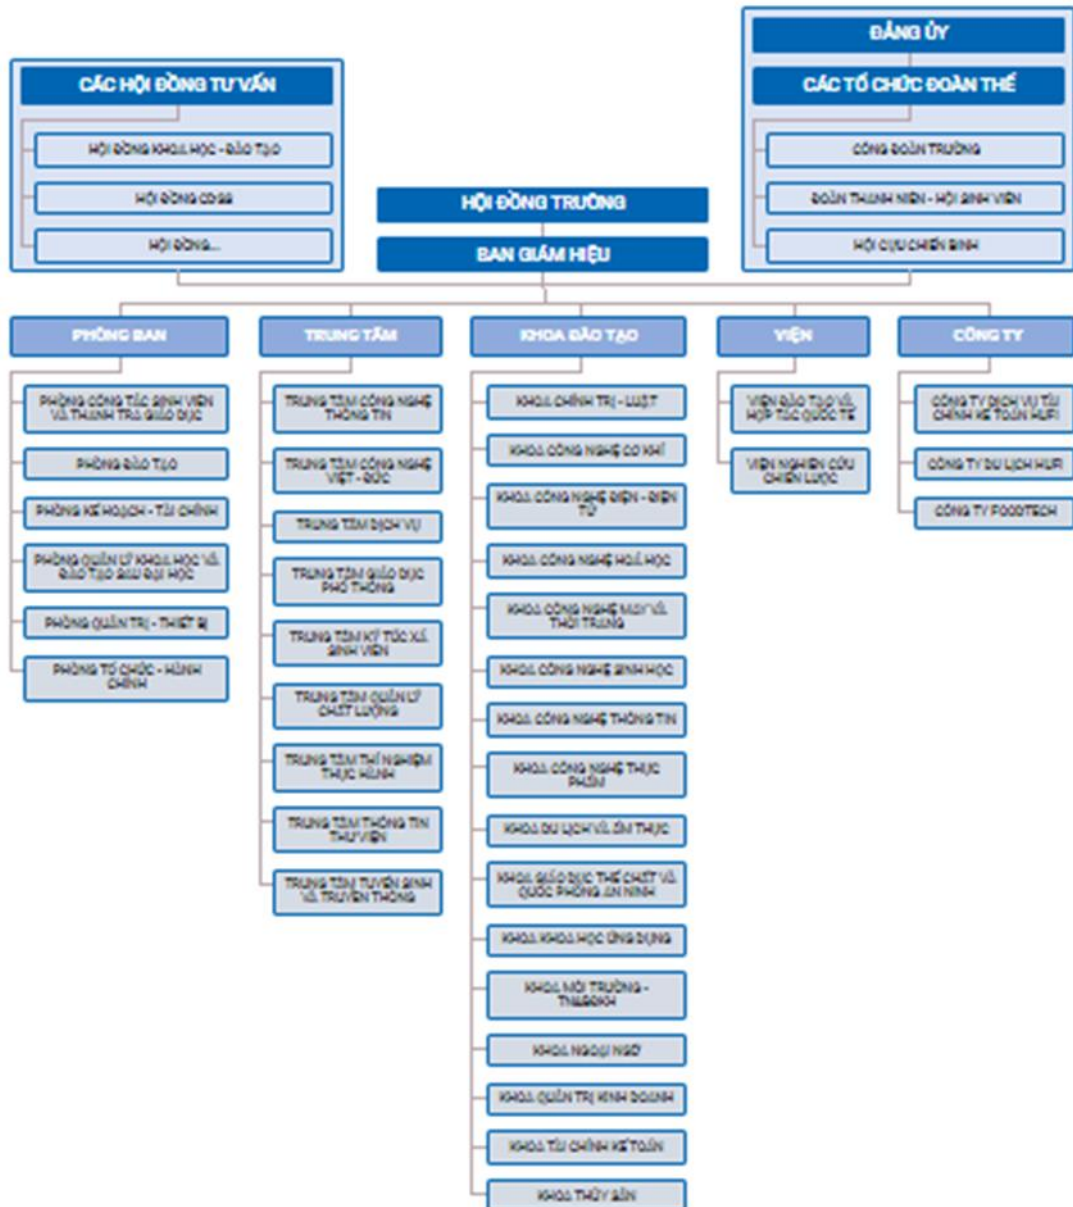 ĐẢNG ỦY
CÁC TỔ CHỨC ĐOÀN THỂ
CÔNG ĐOÀN TRƯỜNG
ĐOÀN THANH NIÊN - HỘI SINH VIÊN
HỘI CỰU CHIẾN BINH
CÁC HỘI ĐỒNG TƯ VẤN
HỘI ĐỒNG KHOA HỌC - ĐÀO TẠO
HỘI ĐỒNG CDSS
HỘI ĐỒNG...
HỘI ĐỒNG TRƯỜNG
BAN GIÁM HIỆU
PHÒNG BAN
PHÒNG CÔNG TÁC SINH VIÊN
VÀ THANH TRA GIÁO DỤC
PHÒNG ĐÀO TẠO
PHÒNG KẾ HOẠCH - TÀI CHÍNH
PHÒNG QUẢN LÝ KHOA HỌC VÀ
ĐÀO TẠO SAU ĐẠI HỌC
PHÒNG QUẢN TRỊ - THIẾT BỊ
PHÒNG TỔ CHỨC - HÀNH
CHÍNH
TRUNG TÂM
TRUNG TÂM CÔNG NGHỆ
THÔNG TIN
TRUNG TÂM CÔNG NGHỆ
VIỆT - ĐỨC
TRUNG TÂM DỊCH VỤ
TRUNG TÂM GIÁO DỤC
PHỔ THÔNG
TRUNG TÂM KÝ TÚC XÁ
SINH VIÊN
TRUNG TÂM QUẢN LÝ
CHẤT LƯỢNG
TRUNG TÂM THÍ NGHIỆM
THỰC HÀNH
TRUNG TÂM THÔNG TIN
THƯ VIỆN
TRUNG TÂM TUYỂN SINH
VÀ TRUYỀN THÔNG
KHOA ĐÀO TẠO
KHOA CHÍNH TRỊ - LUẬT
KHOA CÔNG NGHỆ CƠ KHÍ
KHOA CÔNG NGHỆ ĐIỆN - ĐIỆN
TỬ
KHOA CÔNG NGHỆ HOÁ HỌC
KHOA CÔNG NGHỆ MAY VÀ
THỜI TRANG
KHOA CÔNG NGHỆ SINH HỌC
KHOA CÔNG NGHỆ THÔNG TIN
KHOA CÔNG NGHỆ THỰC
PHẨM
KHOA DU LỊCH VÀ ẨM THỰC
KHOA GIÁO DỤC THỂ CHẤT VÀ
QUỐC PHÒNG AN NINH
KHOA KHOA HỌC ỨNG DỤNG
KHOA MÔI TRƯỜNG -
TN&BĐKH
KHOA NGOẠI NGỮ
KHOA QUẢN TRỊ KINH DOANH
KHOA TÀI CHÍNH KẾ TOÁN
KHOA THỦY SẢN
VIỆN
VIỆN ĐÀO TẠO VÀ
HỢP TÁC QUỐC TẾ
VIỆN NGHIÊN CỨU
CHIẾN LƯỢC
CÔNG TY
CÔNG TY DỊCH VỤ TÀI
CHÍNH KẾ TOÁN HUFI
CÔNG TY DU LỊCH HUFI
CÔNG TY FOODTECH